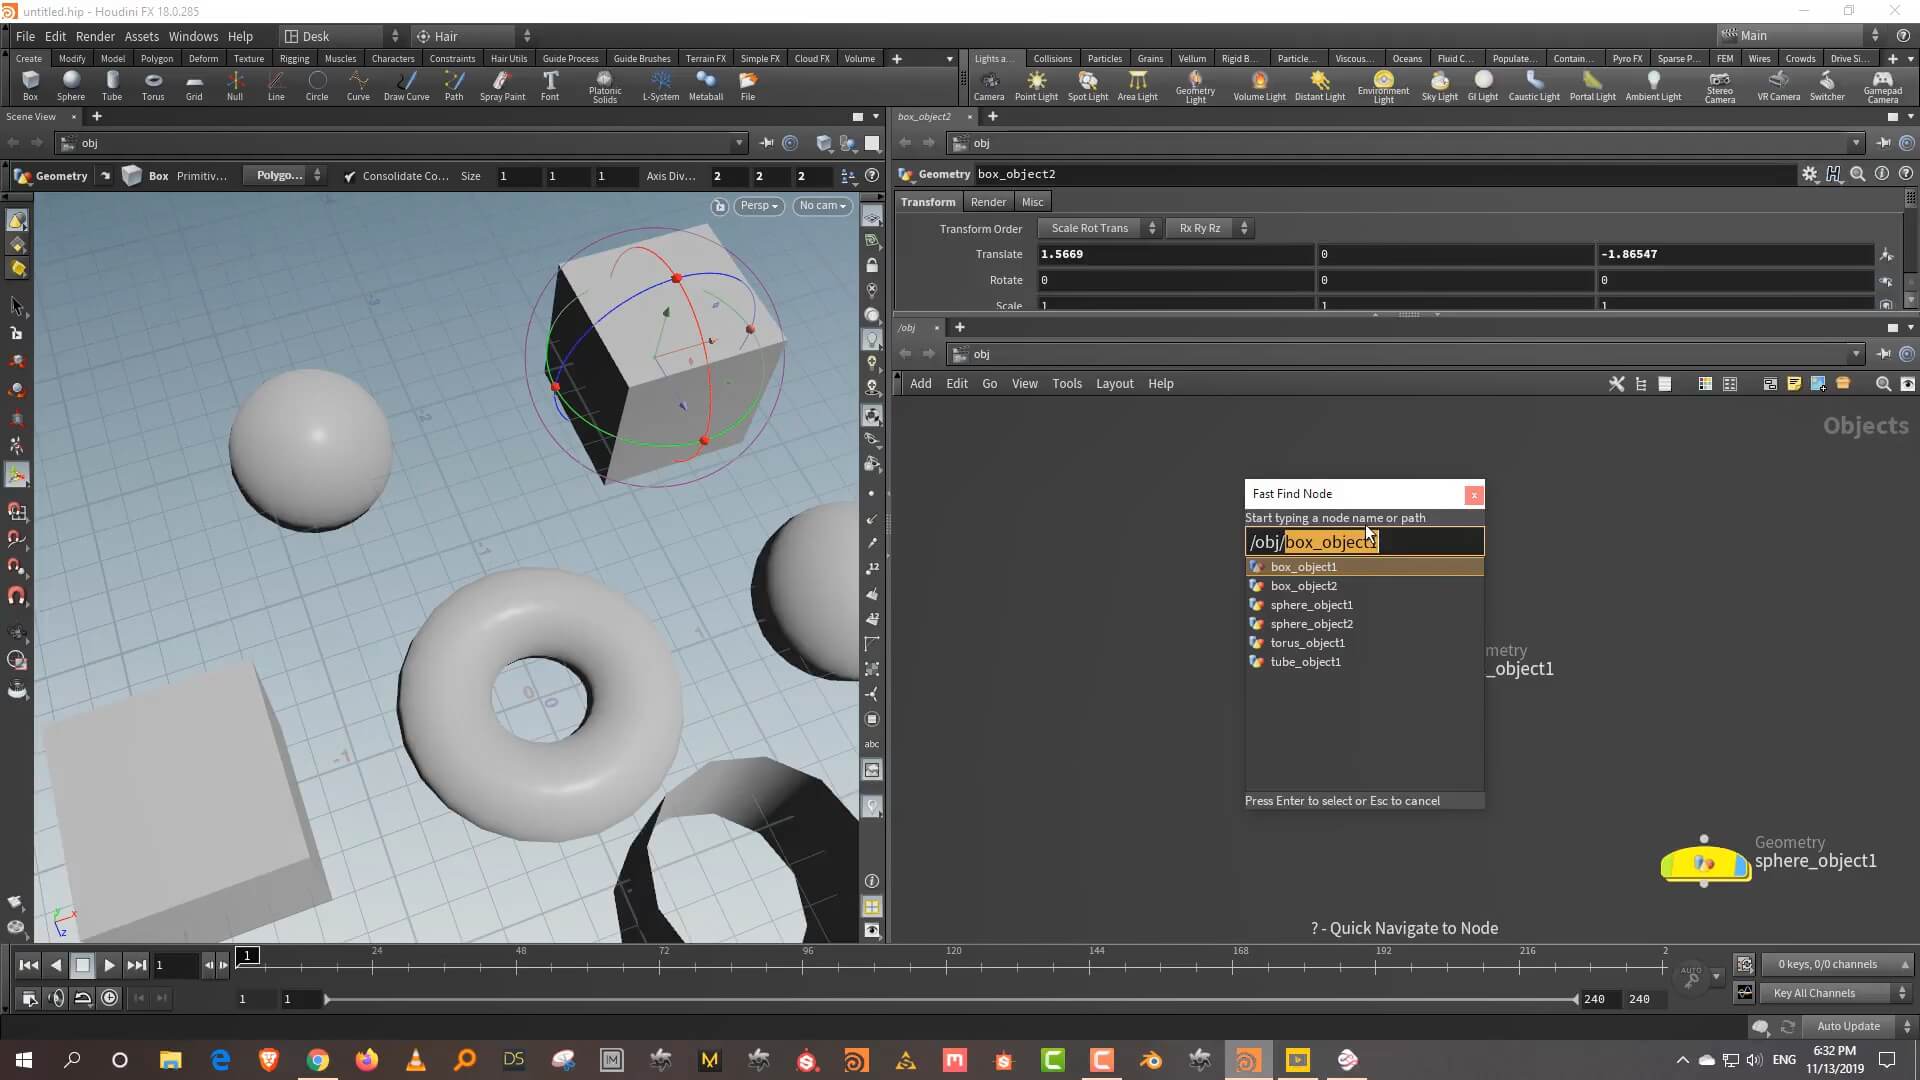 untitled.hip - Houdini FX 18.0.285
File Edit Render Assets Windows Help Desk Hair Main
Create Modify Model Polygon Deform Texture Rigging Muscles Characters Constraints Hair Utils Guide Process Guide Brushes Terrain FX Simple FX Cloud FX Volume
Lights a... Collisions Particles Grains Vellum Rigid B... Particle... Viscous... Oceans Fluid C... Populate... Contain... Pyro FX Sparse P... FEM Wires Crowds Drive Si...
Box Sphere Tube Torus Grid Null Line Circle Curve Draw Curve Path Spray Paint Font Platonic Solids L-System Metaball File
Camera Point Light Spot Light Area Light Geometry Light Volume Light Distant Light Environment Light Sky Light GI Light Caustic Light Portal Light Ambient Light Stereo Camera VR Camera Switcher Gamepad Camera
Scene View
obj
Geometry Box Primitiv... Polygo... Consolidate Co... Size 1 1 1 Axis Div... 2 2 2
Persp No cam
box_object2
obj
Geometry box_object2
Transform Render Misc
Transform Order Scale Rot Trans Rx Ry Rz
Translate 1.5669 0 -1.86547
Rotate 0 0 0
Scale 1 1 1
/obj
obj
Add Edit Go View Tools Layout Help
Objects
Fast Find Node
Start typing a node name or path
/obj/box_object1
box_object1
box_object2
sphere_object1
sphere_object2
torus_object1
tube_object1
Press Enter to select or Esc to cancel
metry
_object1
Geometry
sphere_object1
? - Quick Navigate to Node
abc
1 1 24 48 72 96 120 144 168 192 216 2
AUTO
0 keys, 0/0 channels
1 1 240 240
Key All Channels
Auto Update
ENG
6:32 PM
11/13/2019